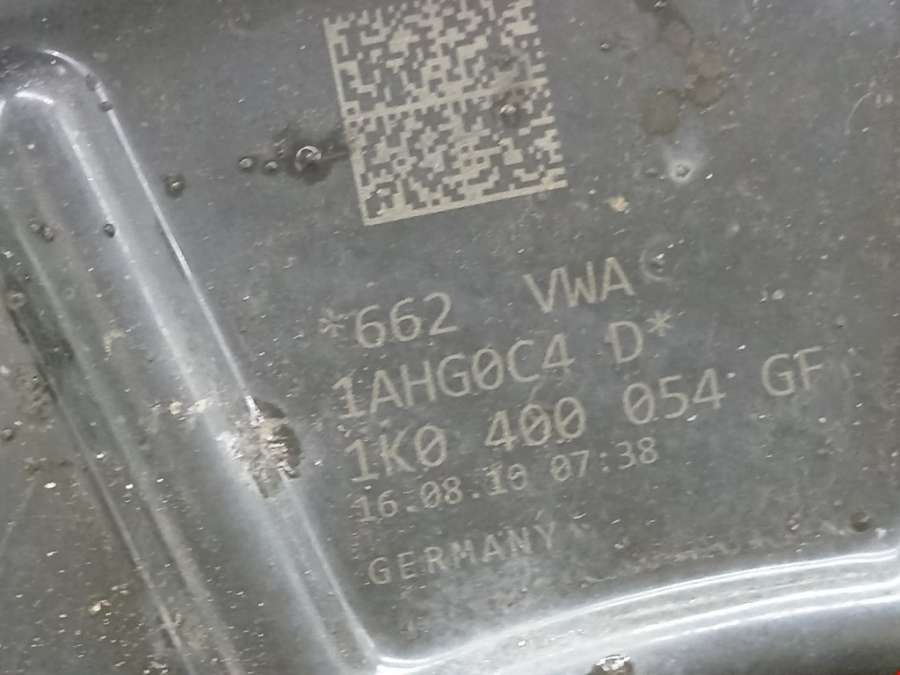 *662 VWA
1AHG0C4 D*
1K0 400 054 GF
16.08.10 07:38
GERMANY